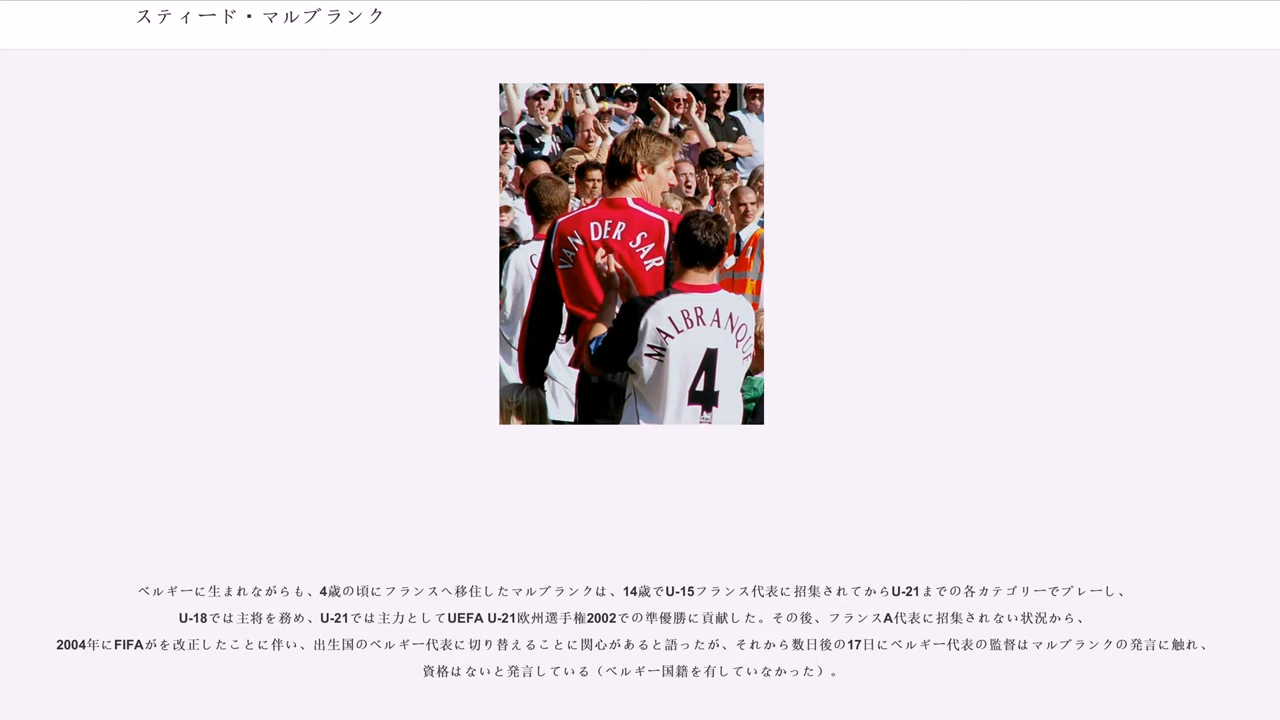 スティード・マルブランク
VAN DER SAR
MALBRANQUE
4
ベルギーに生まれながらも、4歳の頃にフランスへ移住したマルブランクは、14歳でU-15フランス代表に招集されてからU-21までの各カテゴリーでプレーし、
U-18では主将を務め、U-21では主力としてUEFA U-21欧州選手権2002での準優勝に貢献した。その後、フランスA代表に招集されない状況から、
2004年にFIFAがを改正したことに伴い、出生国のベルギー代表に切り替えることに関心があると語ったが、それから数日後の17日にベルギー代表の監督はマルブランクの発言に触れ、
資格はないと発言している（ベルギー国籍を有していなかった）。